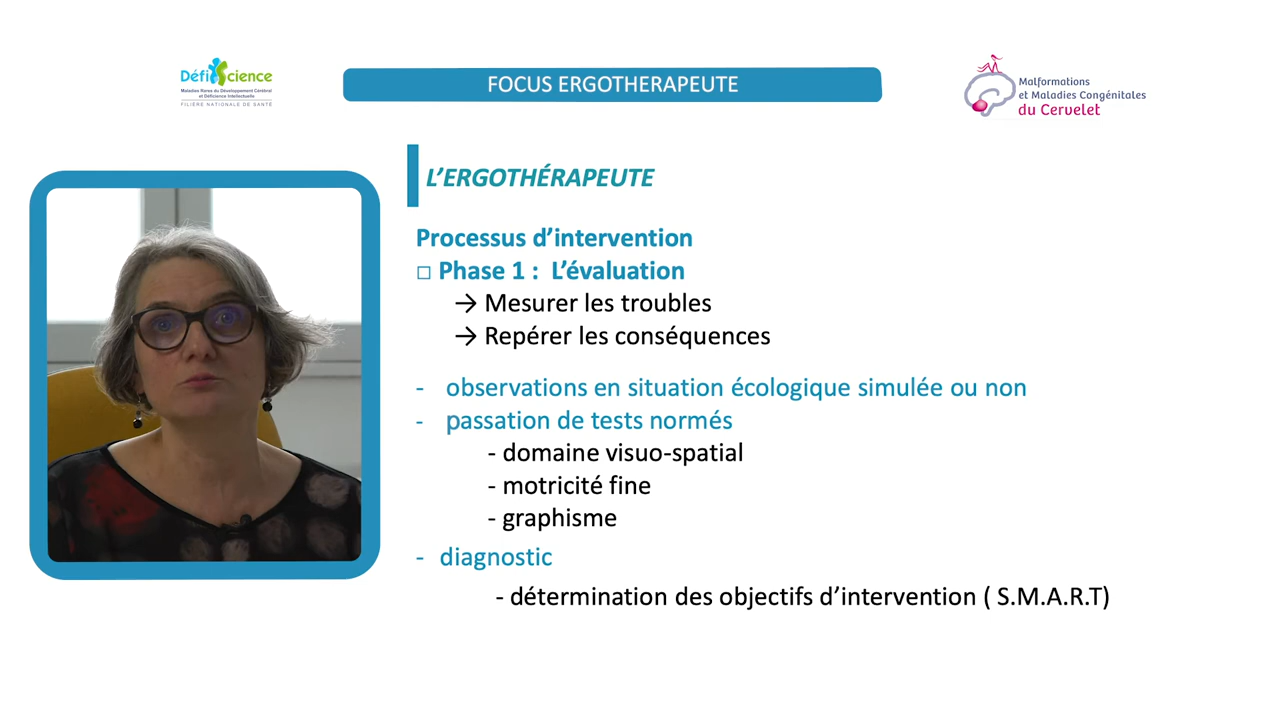 DéfiScience
Maladies Rares du Développement Cérébral
et Déficience Intellectuelle
FILIÈRE NATIONALE DE SANTÉ
FOCUS ERGOTHERAPEUTE
Malformations
et Maladies Congénitales
du Cervelet
L’ERGOTHÉRAPEUTE
Processus d’intervention
□ Phase 1 : L’évaluation
→ Mesurer les troubles
→ Repérer les conséquences
- observations en situation écologique simulée ou non
- passation de tests normés
- domaine visuo-spatial
- motricité fine
- graphisme
- diagnostic
- détermination des objectifs d’intervention ( S.M.A.R.T)